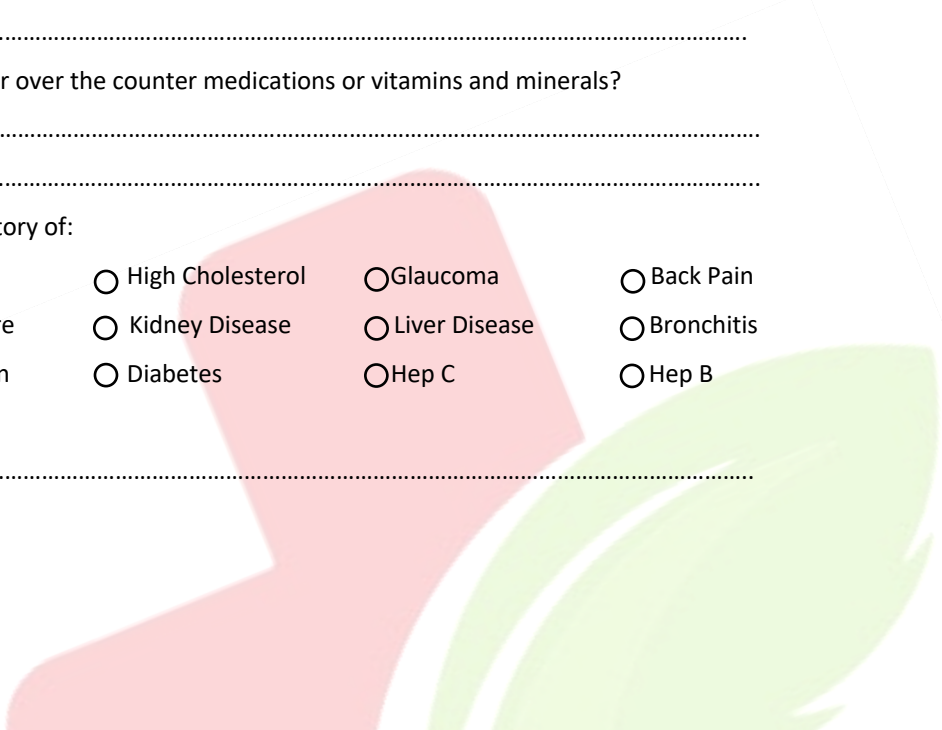 ........................................................................................................................
r over the counter medications or vitamins and minerals?
........................................................................................................................
........................................................................................................................
tory of:
High Cholesterol Glaucoma Back Pain
re Kidney Disease Liver Disease Bronchitis
n Diabetes Hep C Hep B
........................................................................................................................